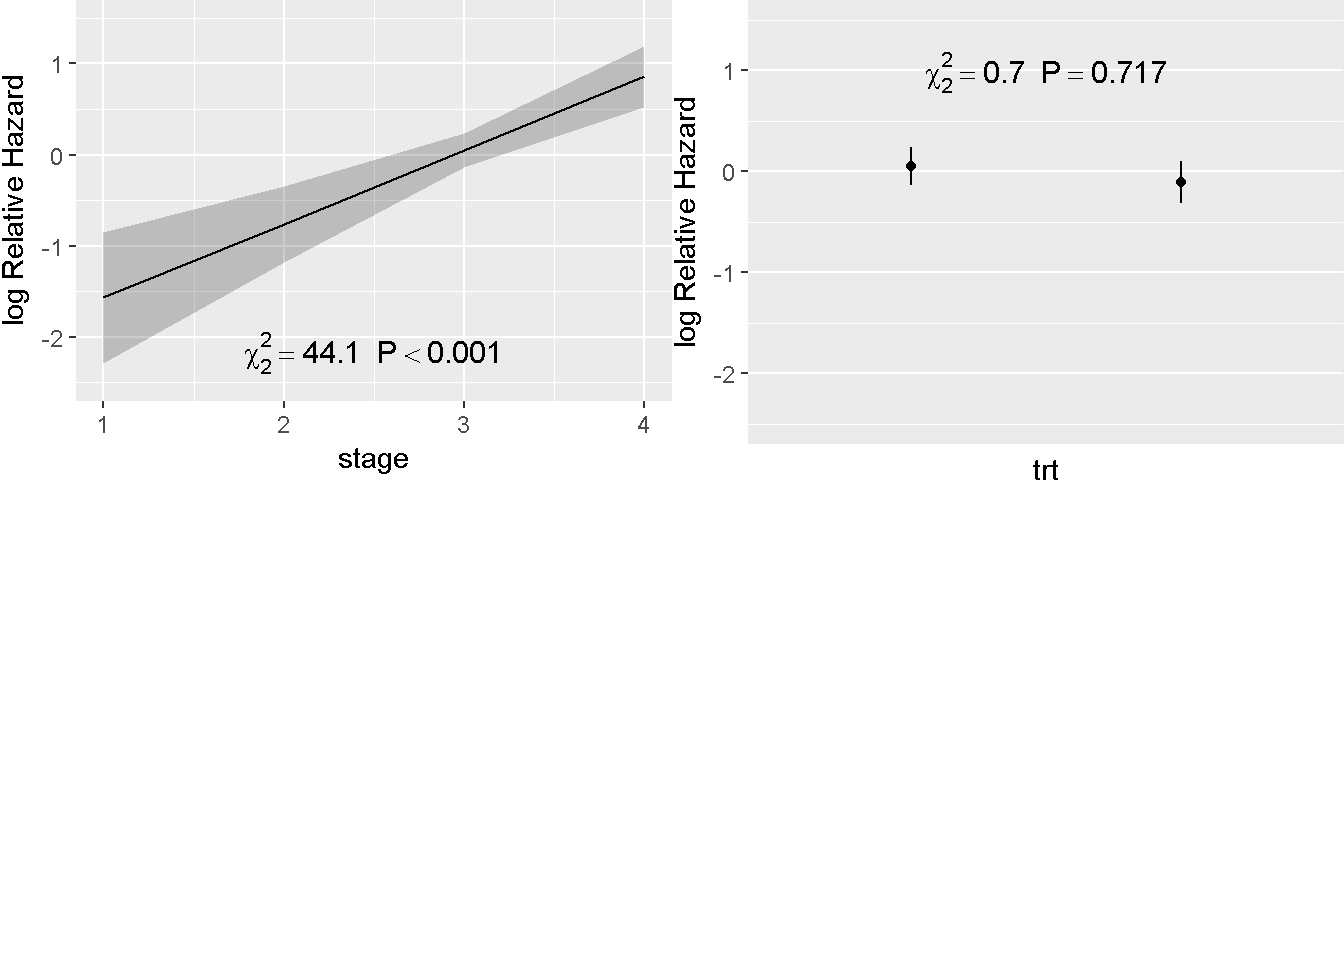 log Relative Hazard
1
0
-1
-2
χ²₂ = 44.1 P < 0.001
1 2 3 4
stage
log Relative Hazard
1
0
-1
-2
χ²₂ = 0.7 P = 0.717
trt